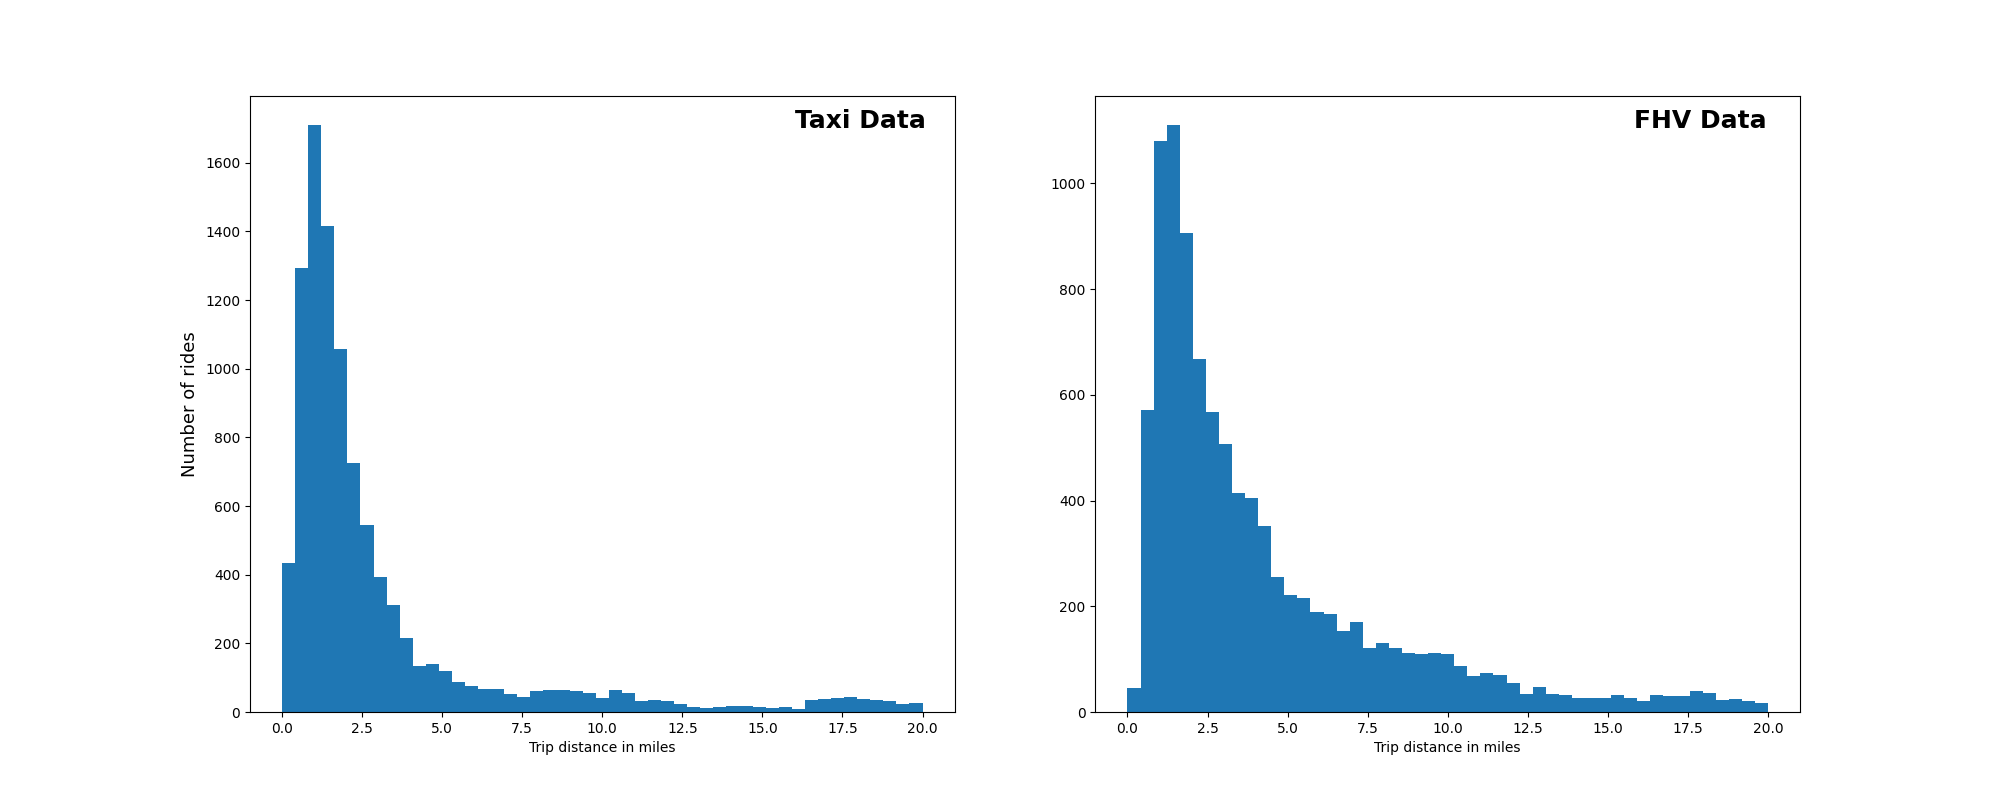 Taxi Data
1600
1400
1200
1000
800
600
400
200
0
Number of rides
0.0 2.5 5.0 7.5 10.0 12.5 15.0 17.5 20.0
Trip distance in miles
FHV Data
1000
800
600
400
200
0
0.0 2.5 5.0 7.5 10.0 12.5 15.0 17.5 20.0
Trip distance in miles